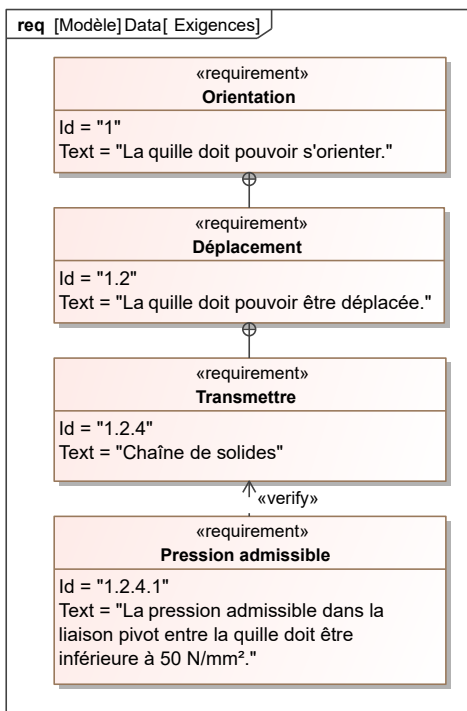 req [Modèle] Data[ Exigences]
«requirement»
Orientation
Id = "1"
Text = "La quille doit pouvoir s'orienter."
«requirement»
Déplacement
Id = "1.2"
Text = "La quille doit pouvoir être déplacée."
«requirement»
Transmettre
Id = "1.2.4"
Text = "Chaîne de solides"
«verify»
«requirement»
Pression admissible
Id = "1.2.4.1"
Text = "La pression admissible dans la
liaison pivot entre la quille doit être
inférieure à 50 N/mm²."